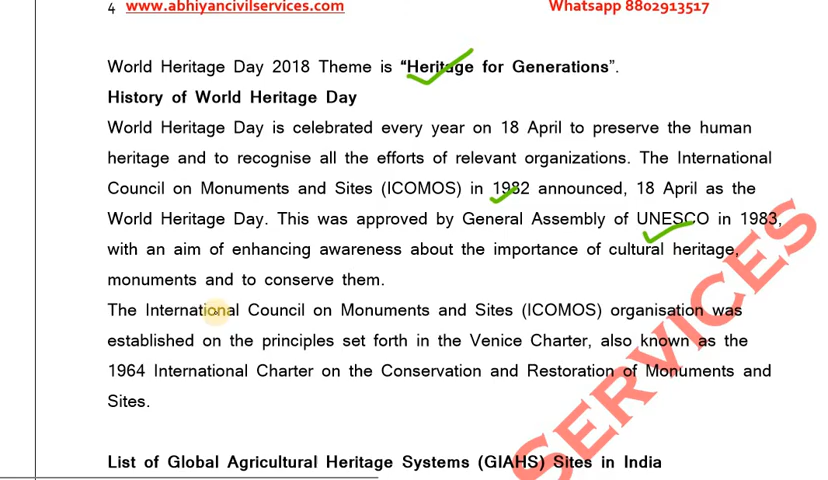 4 www.abhiyancivilservices.com Whatsapp 8802913517
World Heritage Day 2018 Theme is “Heritage for Generations”.
History of World Heritage Day
World Heritage Day is celebrated every year on 18 April to preserve the human
heritage and to recognise all the efforts of relevant organizations. The International
Council on Monuments and Sites (ICOMOS) in 1982 announced, 18 April as the
World Heritage Day. This was approved by General Assembly of UNESCO in 1983,
with an aim of enhancing awareness about the importance of cultural heritage,
monuments and to conserve them.
The International Council on Monuments and Sites (ICOMOS) organisation was
established on the principles set forth in the Venice Charter, also known as the
1964 International Charter on the Conservation and Restoration of Monuments and
Sites.
List of Global Agricultural Heritage Systems (GIAHS) Sites in India
SERVICES